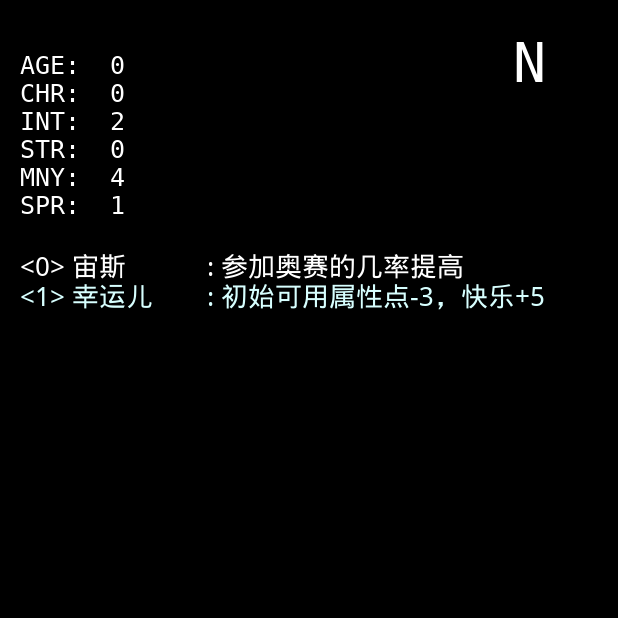 N
AGE: 0
CHR: 0
INT: 2
STR: 0
MNY: 4
SPR: 1
<0> 宙斯 : 参加奥赛的几率提高
<1> 幸运儿 : 初始可用属性点-3，快乐+5